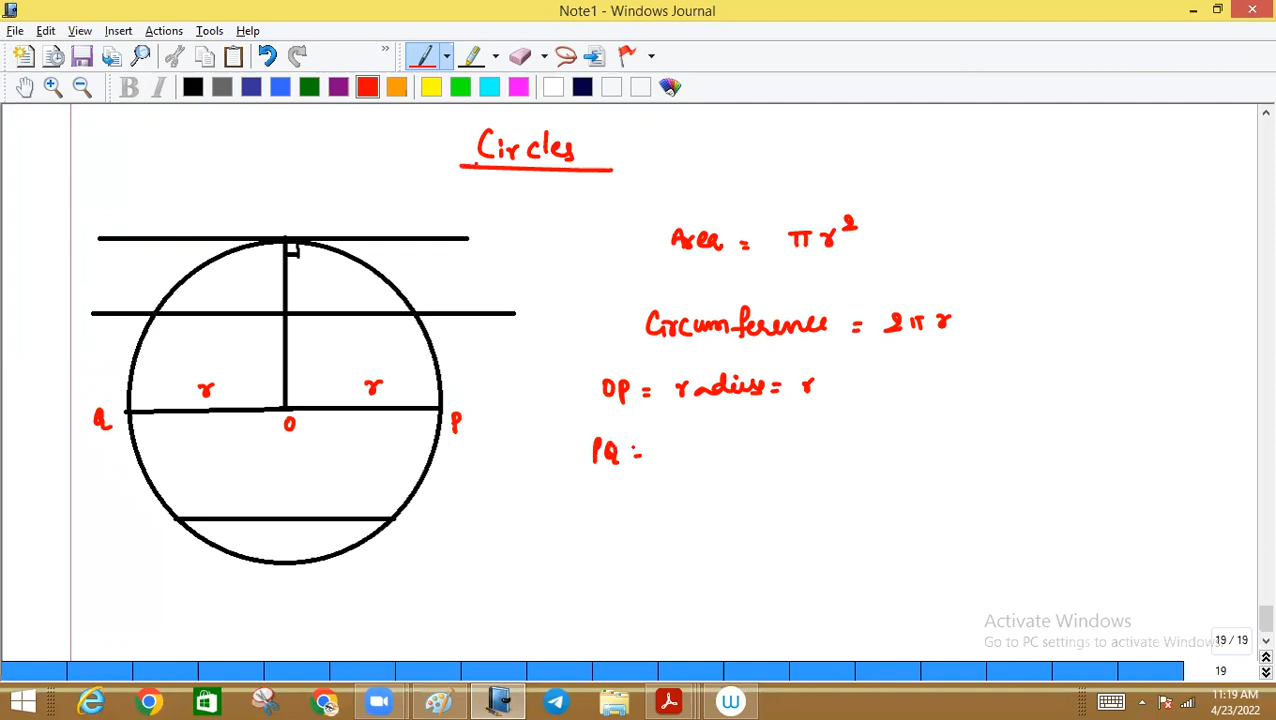 Note1 - Windows Journal
File Edit View Insert Actions Tools Help
B I
Circles
Area = πr²
Circumference = 2πr
OP = radius = r
PQ =
r r
Q O P
Activate Windows
Go to PC settings to activate Windows.
19 / 19
19
W
11:19 AM
4/23/2022